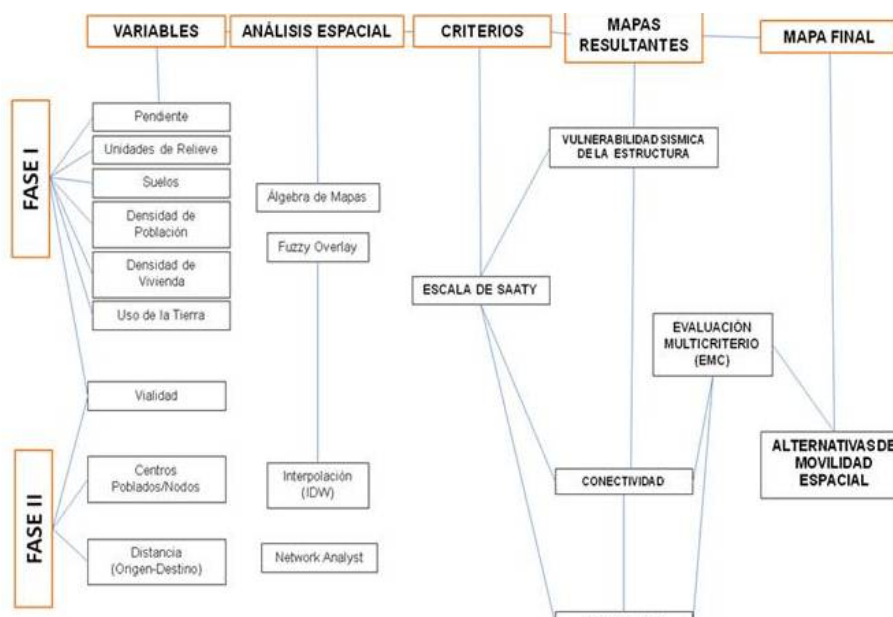 VARIABLES
ANÁLISIS ESPACIAL
CRITERIOS
MAPAS
RESULTANTES
MAPA FINAL
FASE I
Pendiente
Unidades de Relieve
Suelos
Densidad de
Población
Densidad de
Vivienda
Uso de la Tierra
Vialidad
FASE II
Centros
Poblados/Nodos
Distancia
(Origen-Destino)
Álgebra de Mapas
Fuzzy Overlay
Interpolación
(IDW)
Network Analyst
ESCALA DE SAATY
VULNERABILIDAD SISMICA
DE LA ESTRUCTURA
CONECTIVIDAD
EVALUACIÓN
MULTICRITERIO
(EMC)
ALTERNATIVAS DE
MOVILIDAD
ESPACIAL